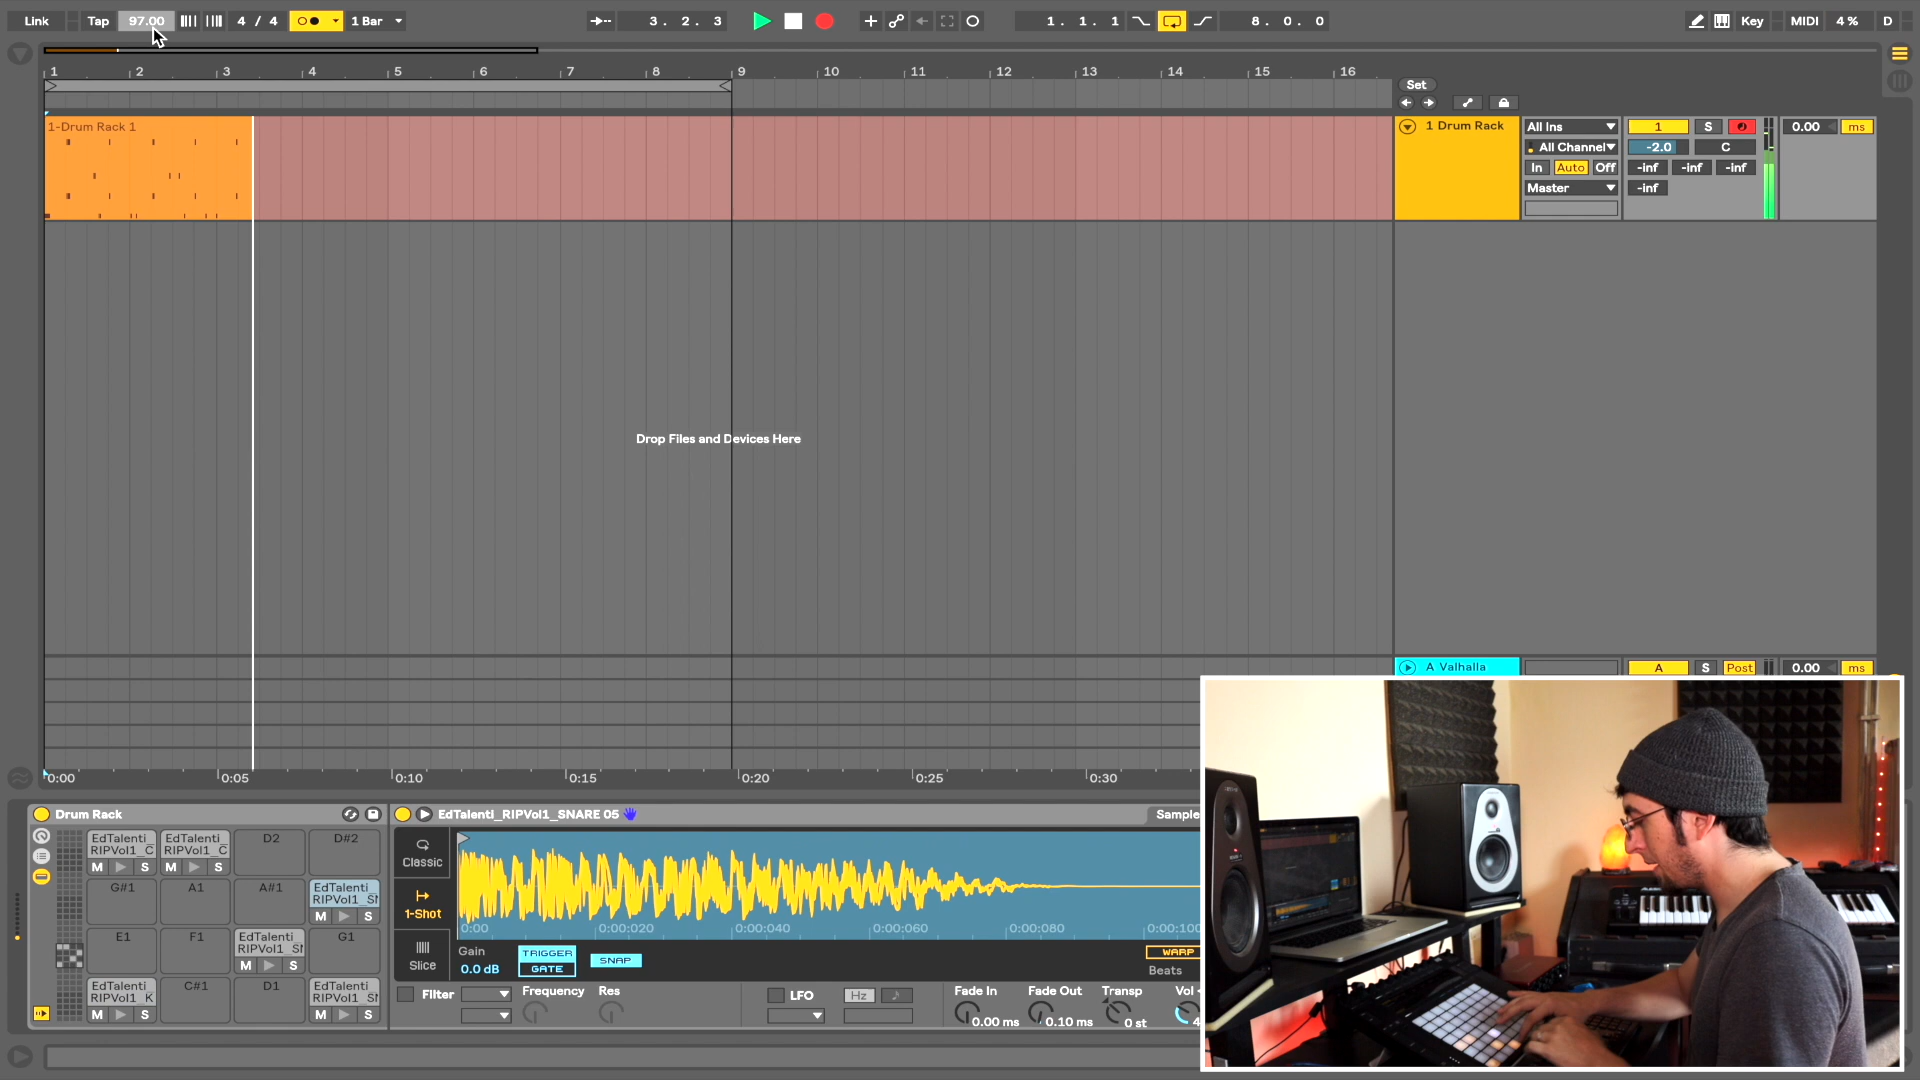 Link Tap 97.00 4 / 4 1 Bar 3. 2. 3 1. 1. 1 8. 0. 0 Key MIDI 4 % D
1 2 3 4 5 6 7 8 9 10 11 12 13 14 15 16
Set
1-Drum Rack 1
1 Drum Rack All Ins 1 S 0.00 ms
All Channel -2.0 C
In Auto Off -inf -inf -inf
Master -inf
Drop Files and Devices Here
A Valhalla A S Post 0.00 ms
0:00 0:05 0:10 0:15 0:20 0:25 0:30
Drum Rack
EdTalenti_RIPVol1_SNARE 05
Sample
EdTalenti
RIPVol1_C
M S
EdTalenti
RIPVol1_C
M S
D2
D#2
G#1
A1
A#1
EdTalenti
RIPVol1_SN
M S
E1
F1
EdTalenti
RIPVol1_SN
M S
G1
EdTalenti
RIPVol1_K
M S
C#1
D1
EdTalenti
RIPVol1_SN
M S
Classic
1-Shot
Slice
0:00 0:00:020 0:00:040 0:00:060 0:00:080 0:00:100
Gain
0.0 dB
TRIGGER
GATE
SNAP
WARP
Beats
Filter
Frequency
Res
LFO
Hz
Fade In
0.00 ms
Fade Out
0.10 ms
Transp
0 st
Vol